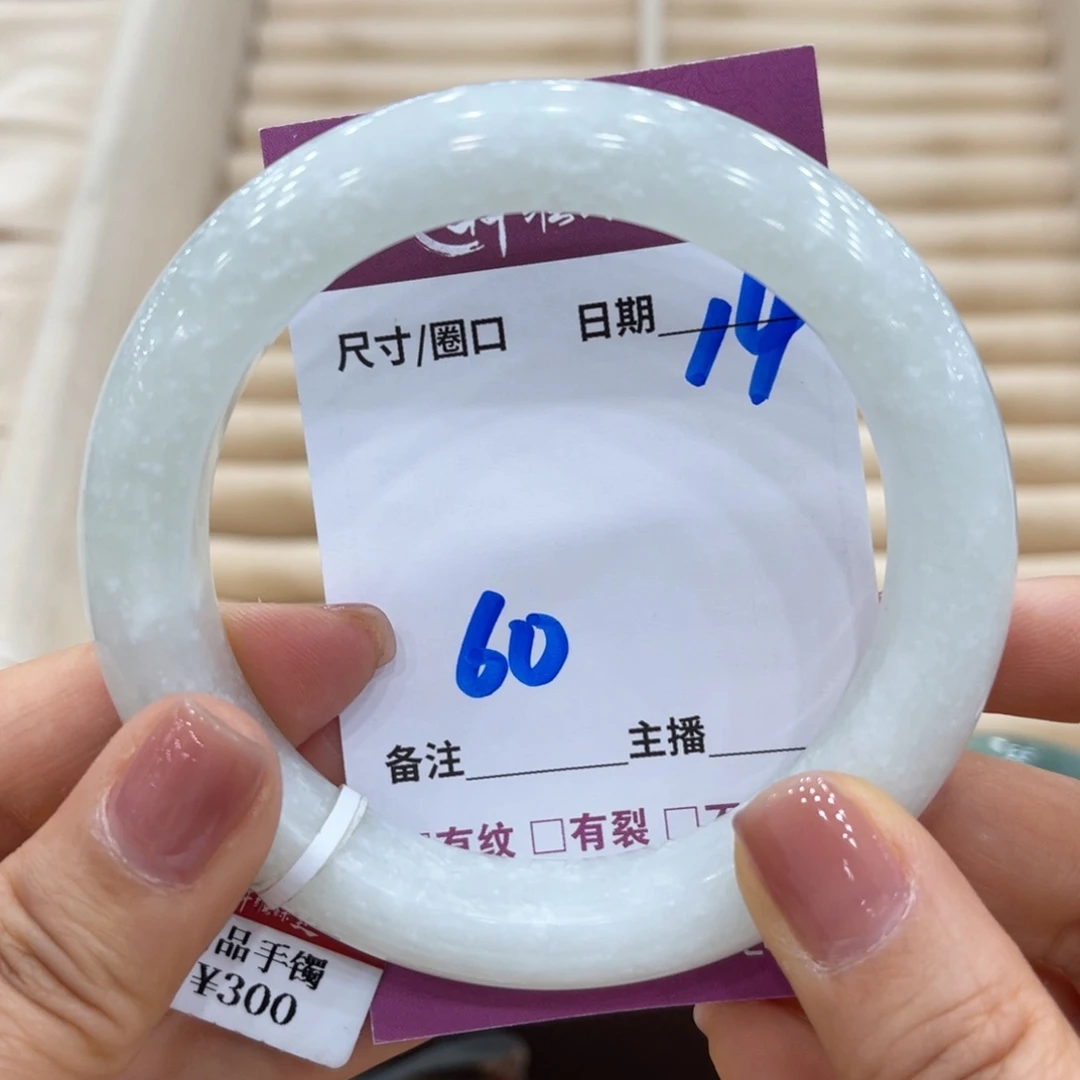 尺寸/圈口 日期 14
60
备注 主播
有纹 □有裂 □不
品手镯
¥300